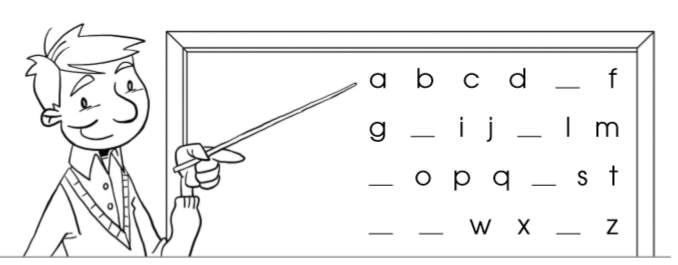 a b c d _ f
g _ i j _ l m
_ o p q _ s t
_ _ w x _ z